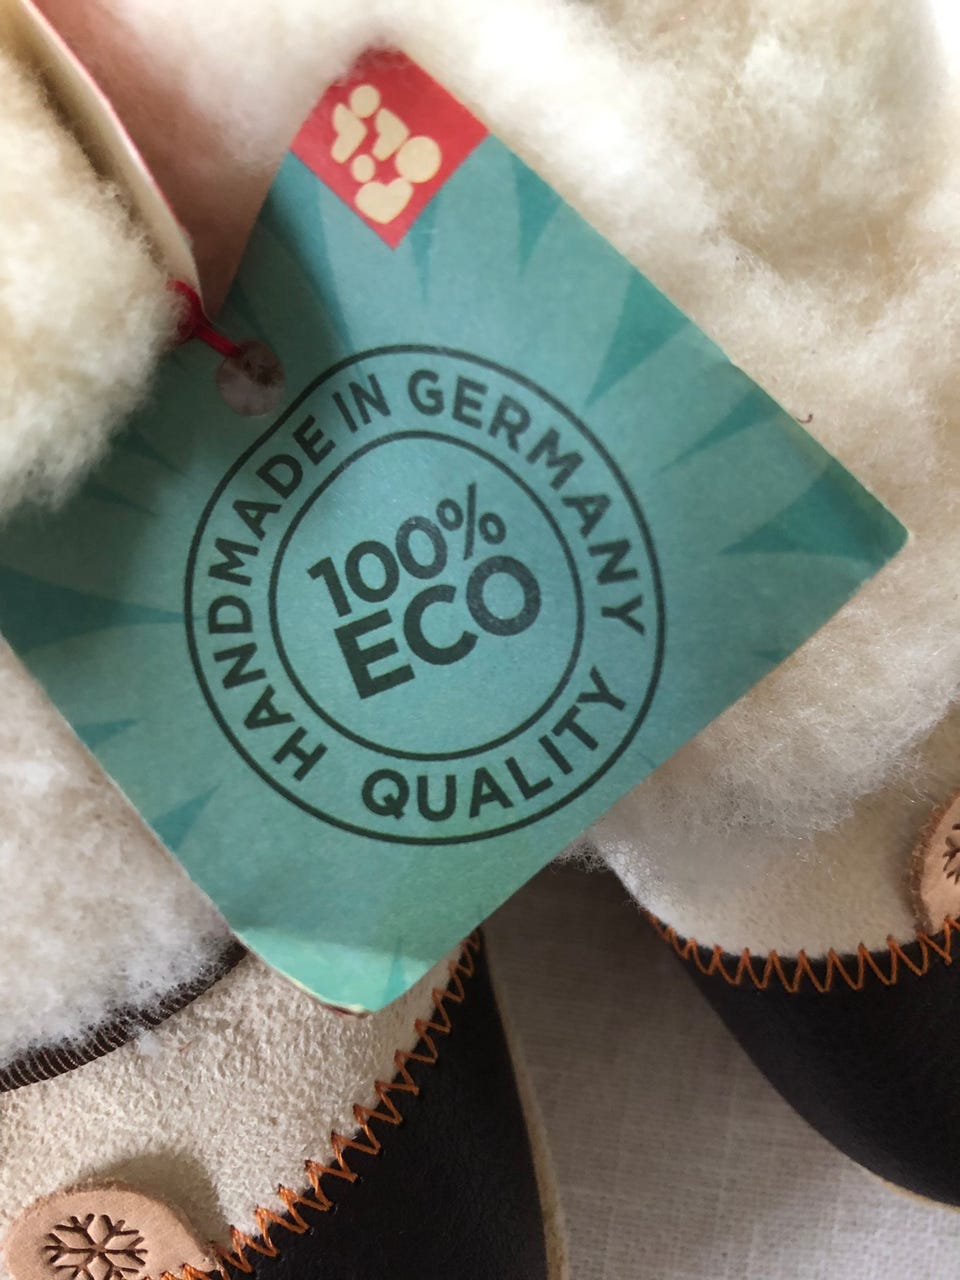 HANDMADE IN GERMANY
100%
ECO
QUALITY